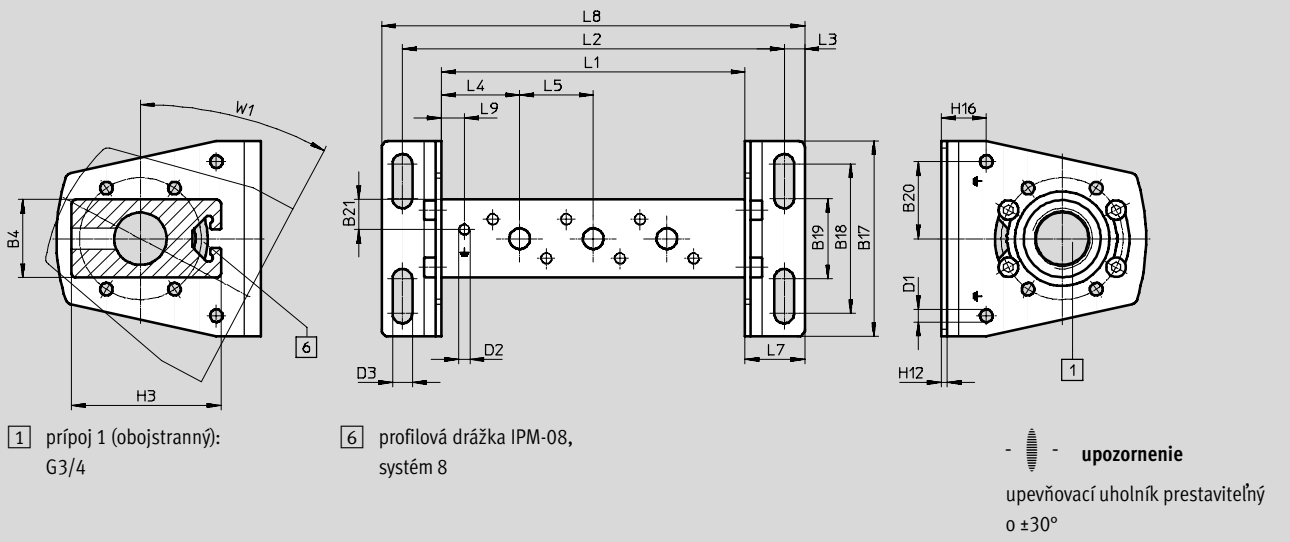 L8
L2
L3
L1
L4
L5
L9
W1
H16
B21
B4
B19
B18
B17
B20
D1
6
D2
D3
L7
H12
1
H3
1 prípoj 1 (obojstranný):
G3/4
6 profilová drážka IPM-08,
systém 8
- - upozornenie
upevňovací uholník prestaviteľný
o ±30°